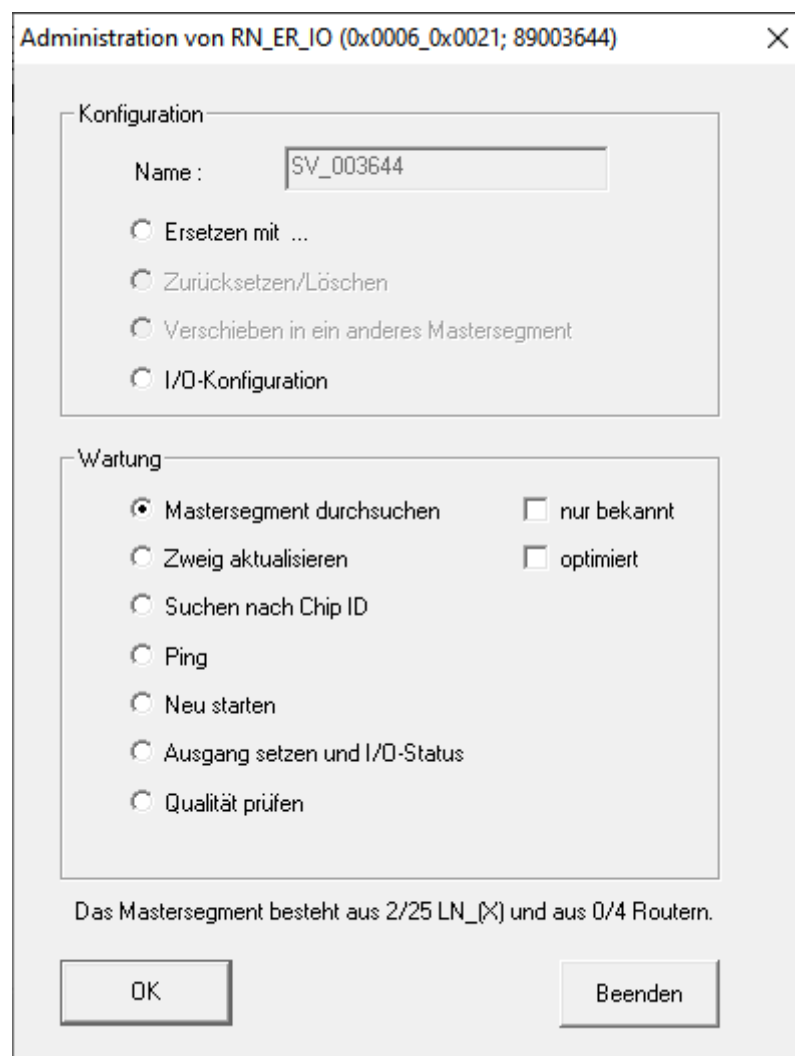 Administration von RN_ER_IO (0x0006_0x0021; 89003644)
Konfiguration
Name : SV_003644
Ersetzen mit ...
Zurücksetzen/Löschen
Verschieben in ein anderes Mastersegment
I/O-Konfiguration
Wartung
Mastersegment durchsuchen nur bekannt
Zweig aktualisieren optimiert
Suchen nach Chip ID
Ping
Neu starten
Ausgang setzen und I/O-Status
Qualität prüfen
Das Mastersegment besteht aus 2/25 LN_(X) und aus 0/4 Routern.
OK Beenden